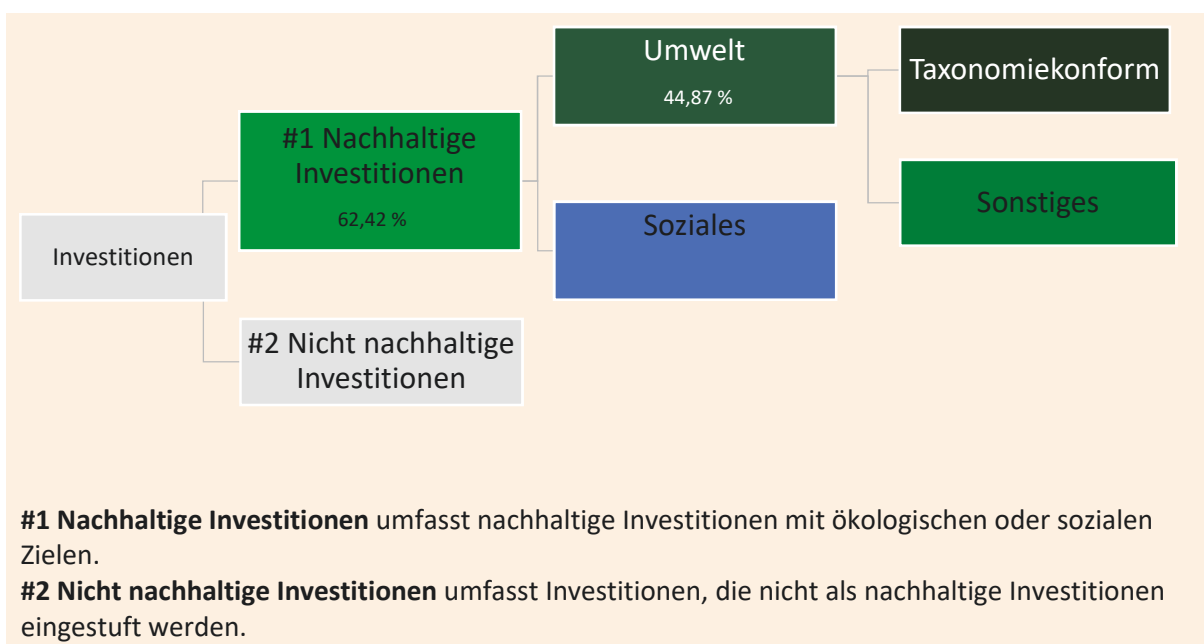 Investitionen
#1 Nachhaltige
Investitionen
62,42 %
#2 Nicht nachhaltige
Investitionen
Umwelt
44,87 %
Soziales
Taxonomiekonform
Sonstiges
#1 Nachhaltige Investitionen umfasst nachhaltige Investitionen mit ökologischen oder sozialen
Zielen.
#2 Nicht nachhaltige Investitionen umfasst Investitionen, die nicht als nachhaltige Investitionen
eingestuft werden.